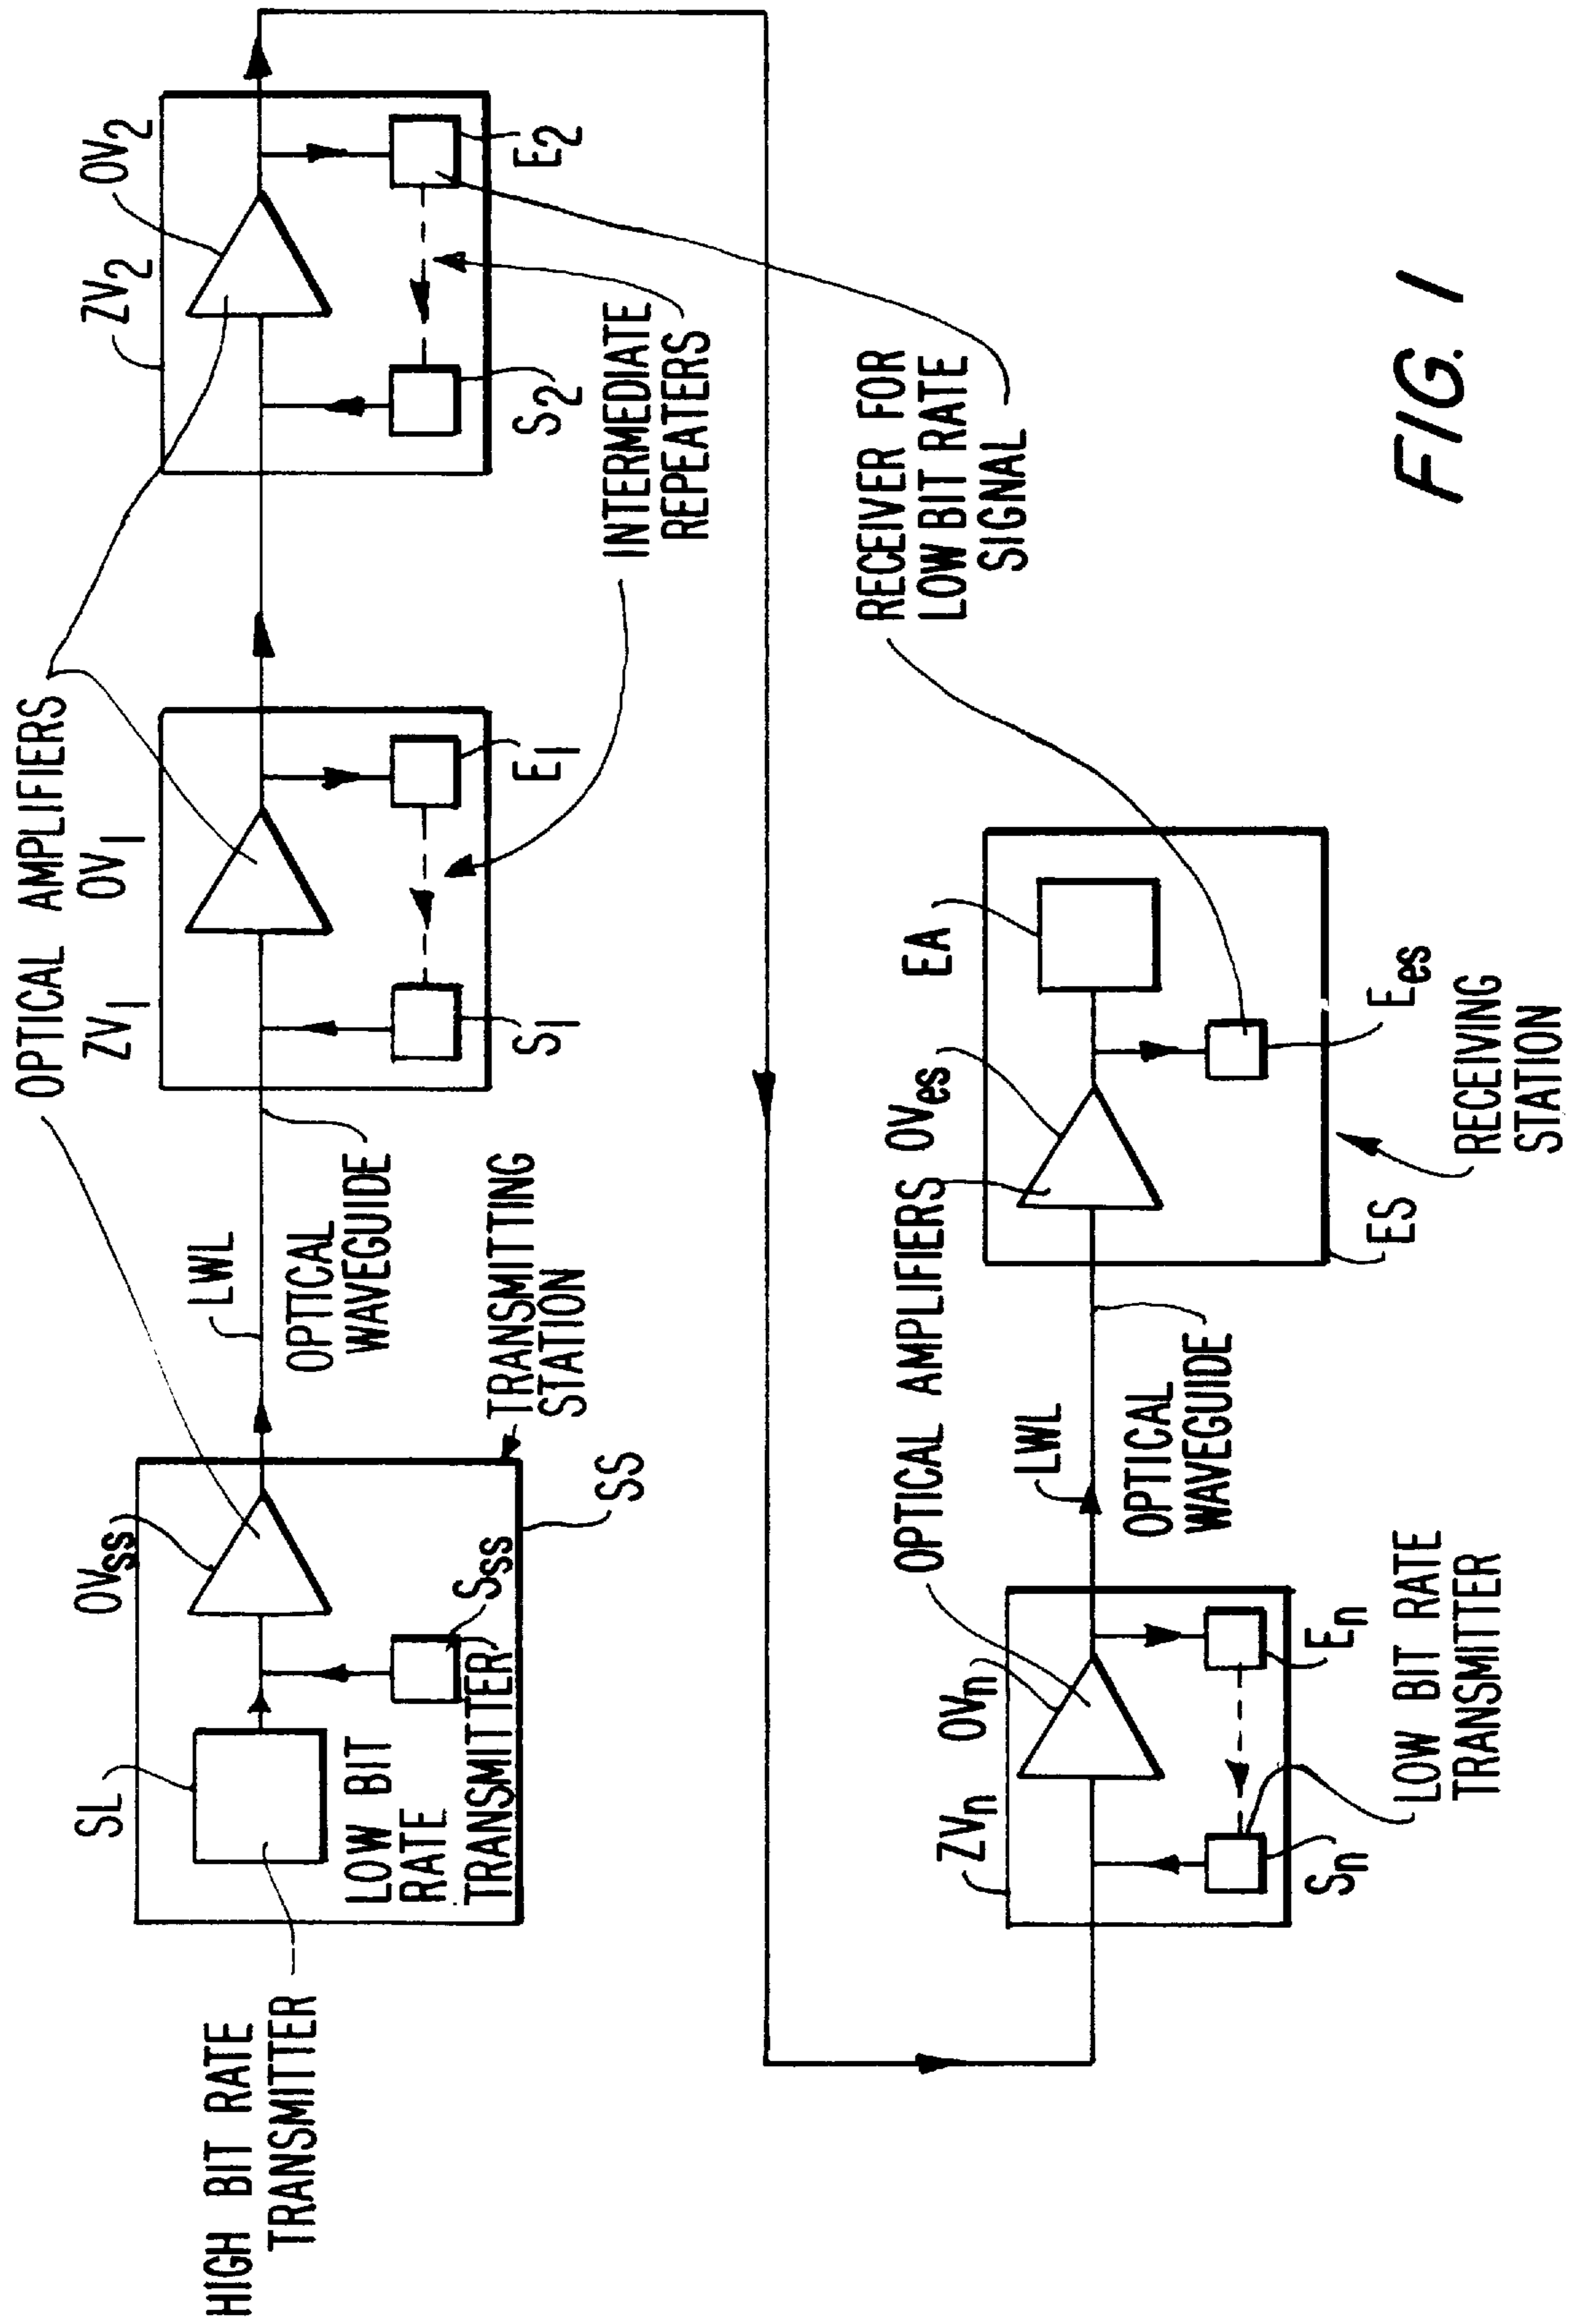 OPTICAL AMPLIFIERS
SL
OVss
LWL
ZV1
OV1
ZV2
OV2
HIGH BIT RATE
TRANSMITTER
LOW BIT
RATE
TRANSMITTER
Sss
SS
TRANSMITTING
STATION
OPTICAL
WAVEGUIDE
S1
E1
INTERMEDIATE
REPEATERS
S2
E2
RECEIVER FOR
LOW BIT RATE
SIGNAL
OPTICAL AMPLIFIERS
ZVn
OVn
LWL
OVes
EA
OPTICAL
WAVEGUIDE
Sn
En
LOW BIT RATE
TRANSMITTER
ES
Ees
RECEIVING
STATION
FIG. 1